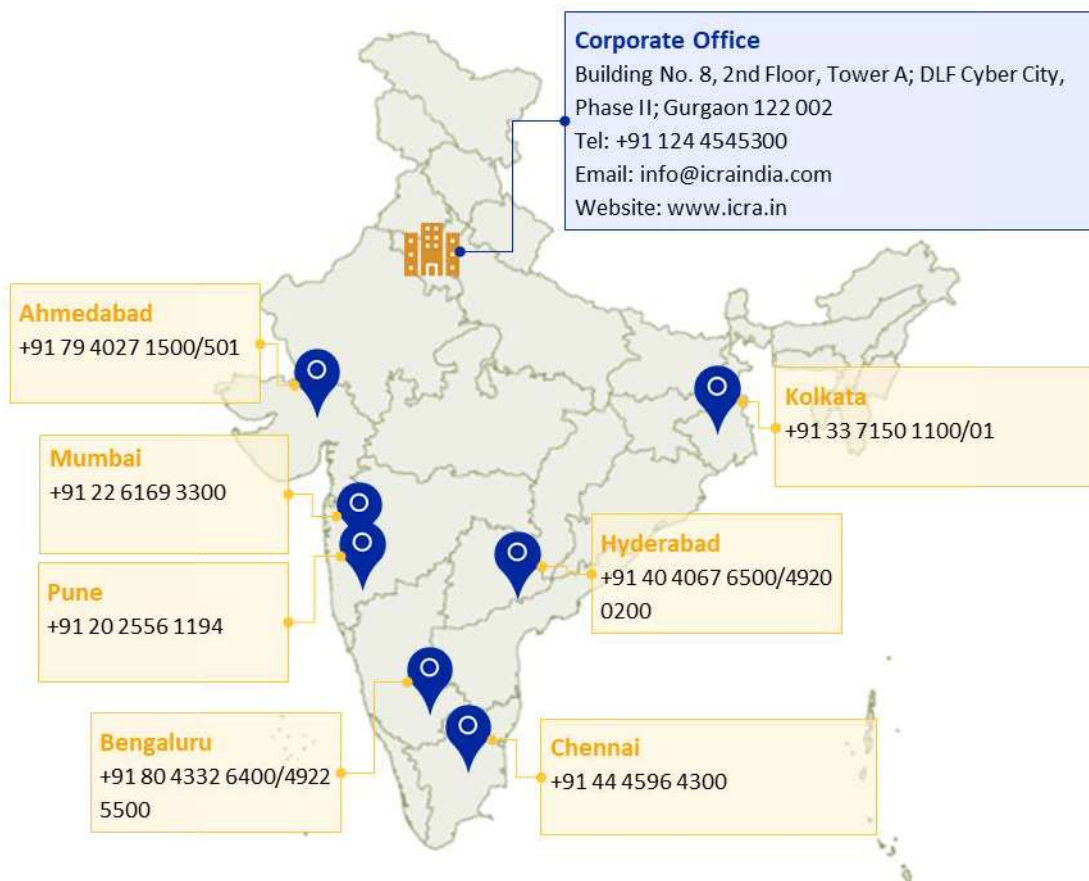 Corporate Office
Building No. 8, 2nd Floor, Tower A; DLF Cyber City,
Phase II; Gurgaon 122 002
Tel: +91 124 4545300
Email: info@icraindia.com
Website: www.icra.in
Ahmedabad
+91 79 4027 1500/501
Kolkata
+91 33 7150 1100/01
Mumbai
+91 22 6169 3300
Hyderabad
+91 40 4067 6500/4920
0200
Pune
+91 20 2556 1194
Bengaluru
+91 80 4332 6400/4922
5500
Chennai
+91 44 4596 4300